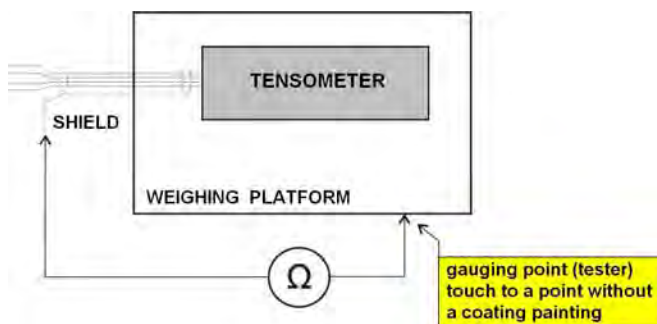 TENSOMETER
SHIELD
WEIGHING PLATFORM
Ω
gauging point (tester)
touch to a point without
a coating painting